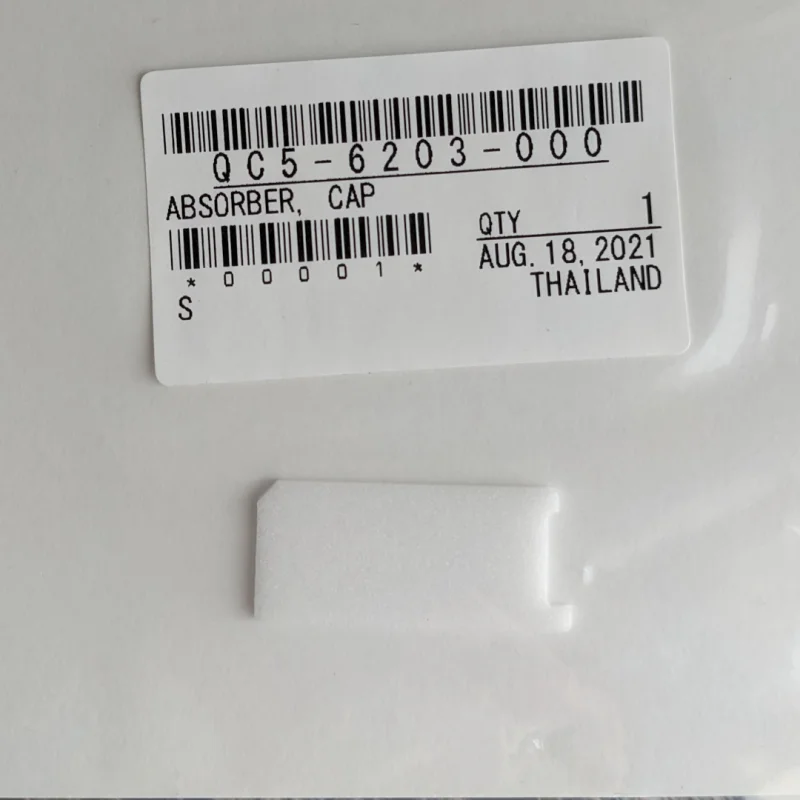 QC5-6203-000
ABSORBER, CAP
QTY 1
*00001*
AUG. 18, 2021
S
THAILAND